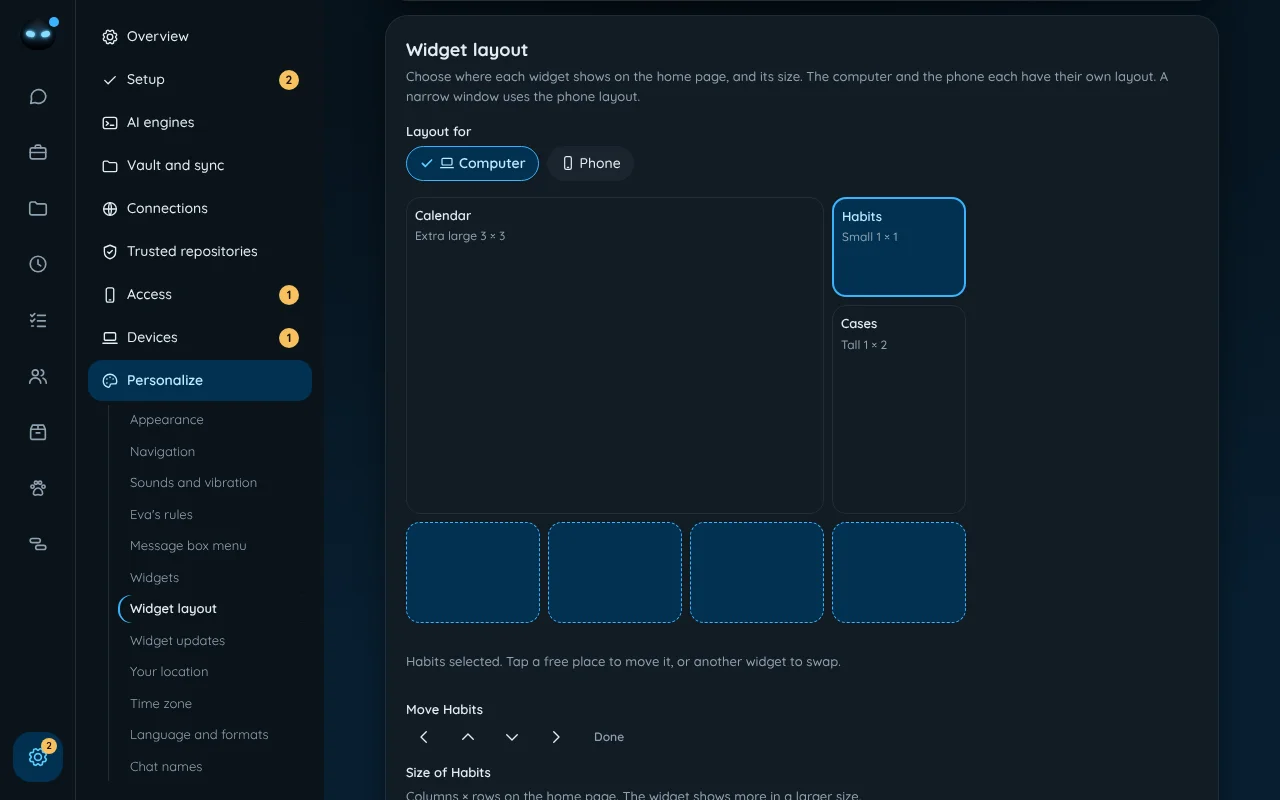 Overview
Setup
2
AI engines
Vault and sync
Connections
Trusted repositories
Access
1
Devices
1
Personalize
Appearance
Navigation
Sounds and vibration
Eva's rules
Message box menu
Widgets
Widget layout
Widget updates
Your location
Time zone
Language and formats
Chat names
2
Widget layout
Choose where each widget shows on the home page, and its size. The computer and the phone each have their own layout. A
narrow window uses the phone layout.
Layout for
Computer
Phone
Calendar
Extra large 3 × 3
Habits
Small 1 × 1
Cases
Tall 1 × 2
Habits selected. Tap a free place to move it, or another widget to swap.
Move Habits
Done
Size of Habits
Columns × rows on the home page. The widget shows more in a larger size.